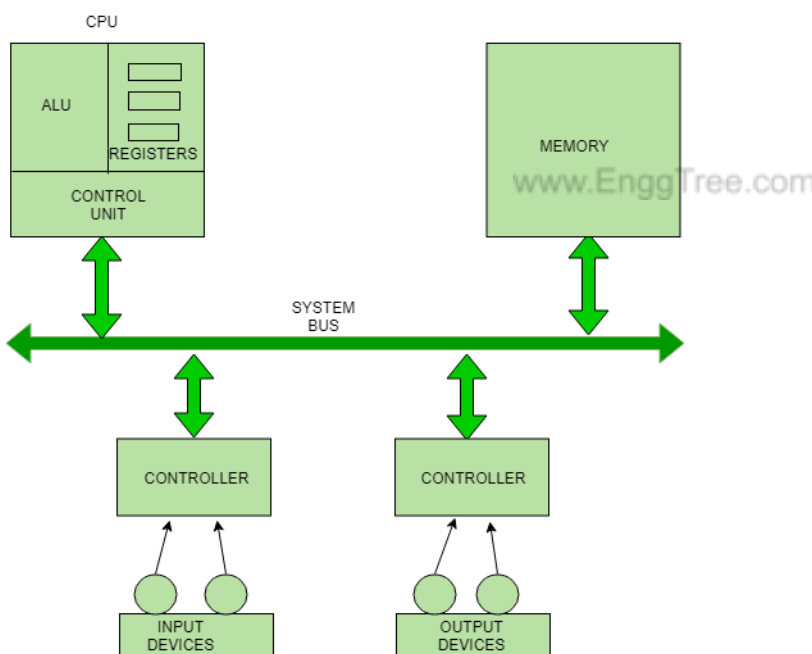 CPU
ALU
REGISTERS
CONTROL
UNIT
MEMORY
www.EnggTree.com
SYSTEM
BUS
CONTROLLER
CONTROLLER
INPUT
DEVICES
OUTPUT
DEVICES